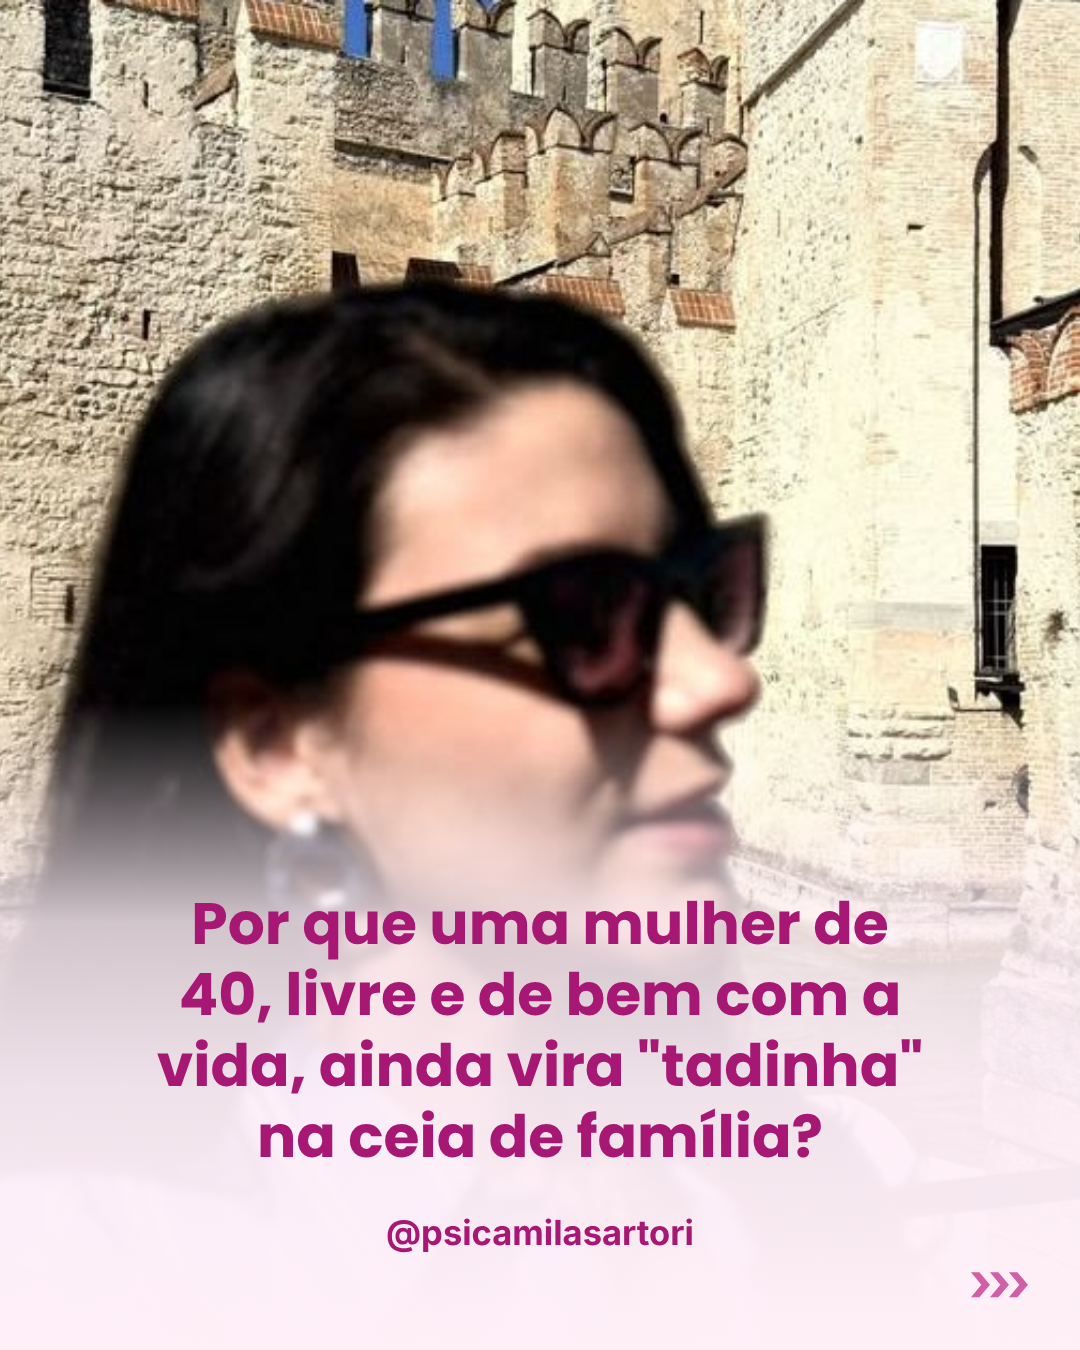 Por que uma mulher de
40, livre e de bem com a
vida, ainda vira "tadinha"
na ceia de família?
@psicamilasartori